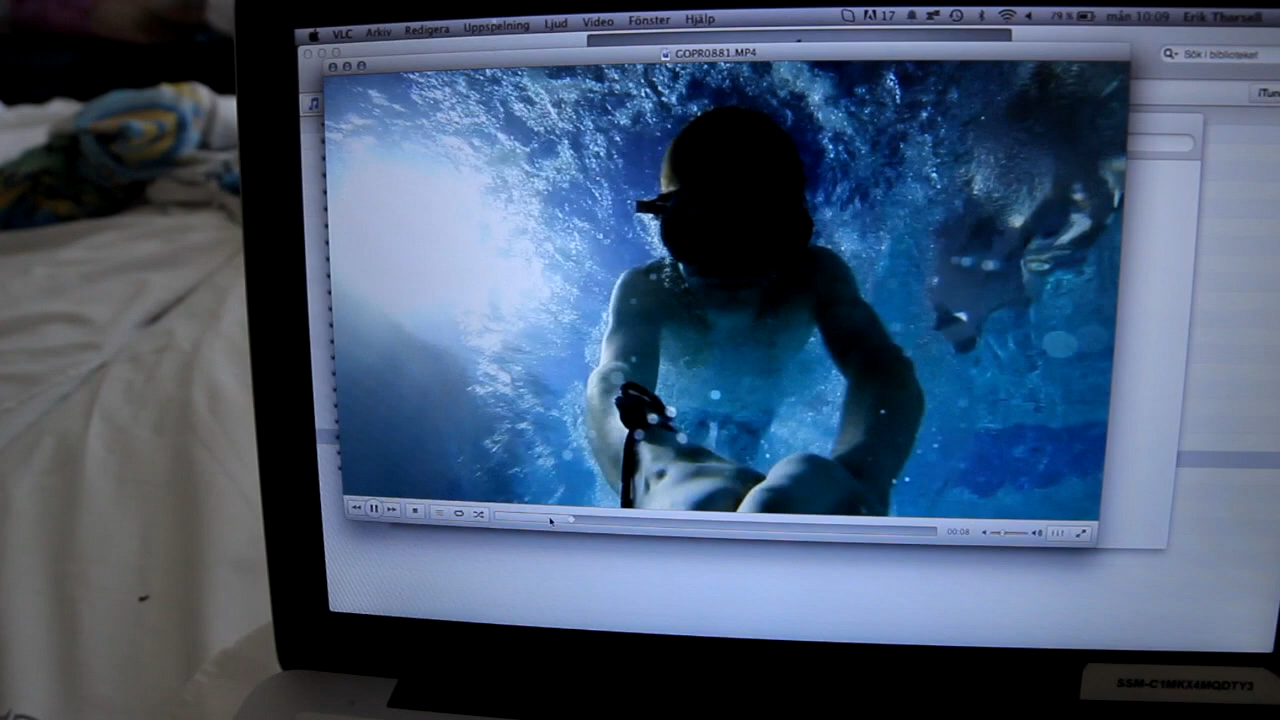 VLC Arkiv Redigera Uppspelning Ljud Video Fönster Hjälp 17 79 % mån 10:09 Erik Thorsell
COPR0881.MP4
Sök i biblioteket
iTun
00:08
SSM-C1MKX4MQDTY3